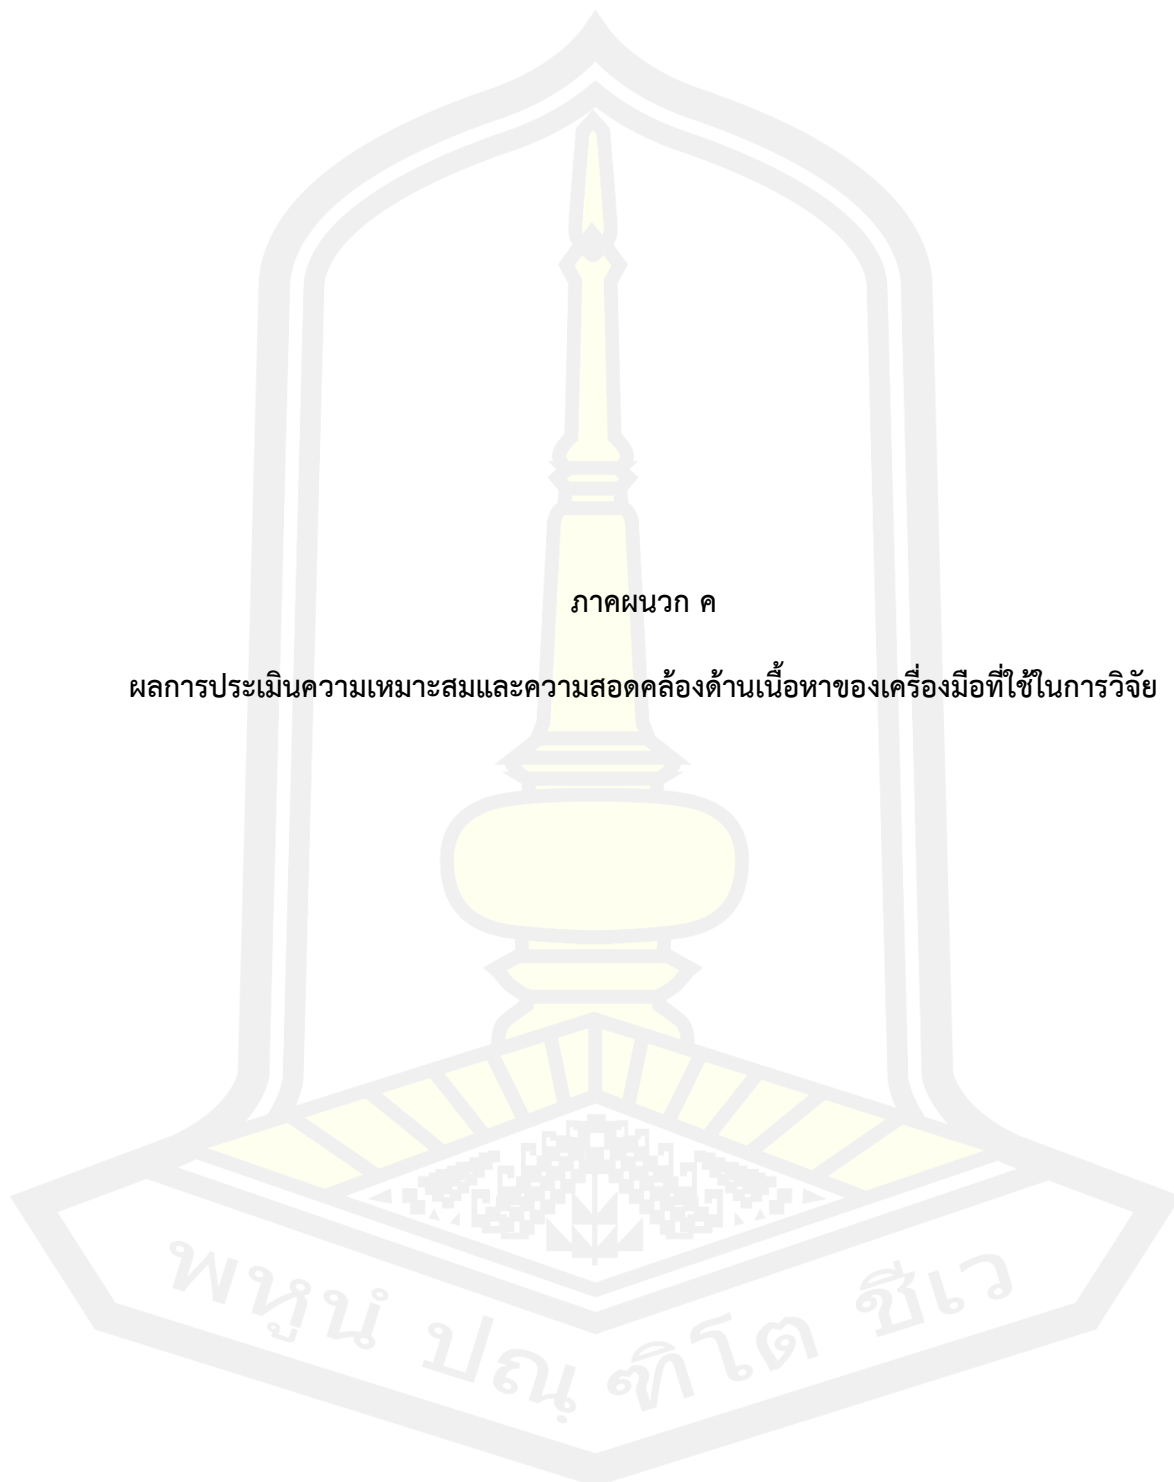 ภาคผนวก ค
ผลการประเมินความเหมาะสมและความสอดคล้องด้านเนื้อหาของเครื่องมือที่ใช้ในการวิจัย
พหูนํ ปณฺฑิโต ชีเว